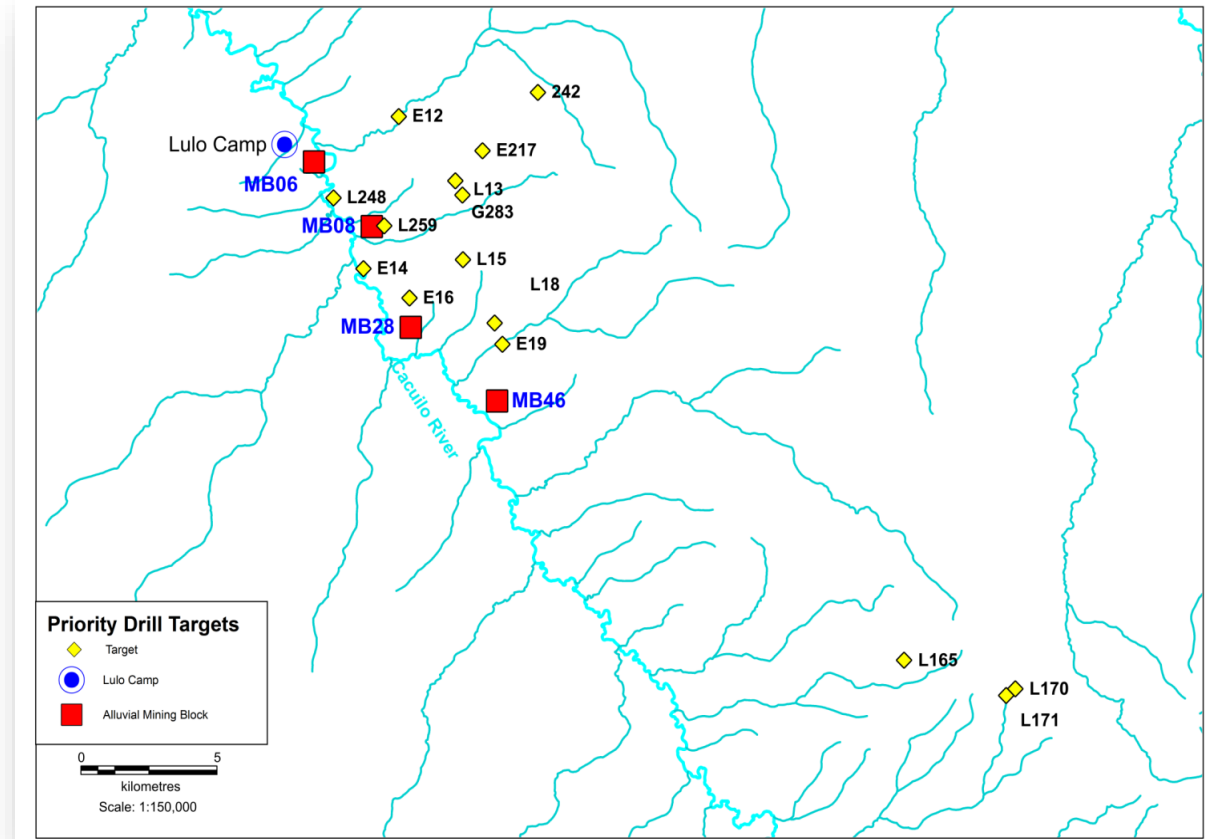 242
E12
Lulo Camp
E217
MB06
L13
L248
G283
MB08
L259
L15
E14
L18
E16
MB28
E19
Cacuilo River
MB46
Priority Drill Targets
Target
Lulo Camp
Alluvial Mining Block
0 5
kilometres
Scale: 1:150,000
L165
L170
L171